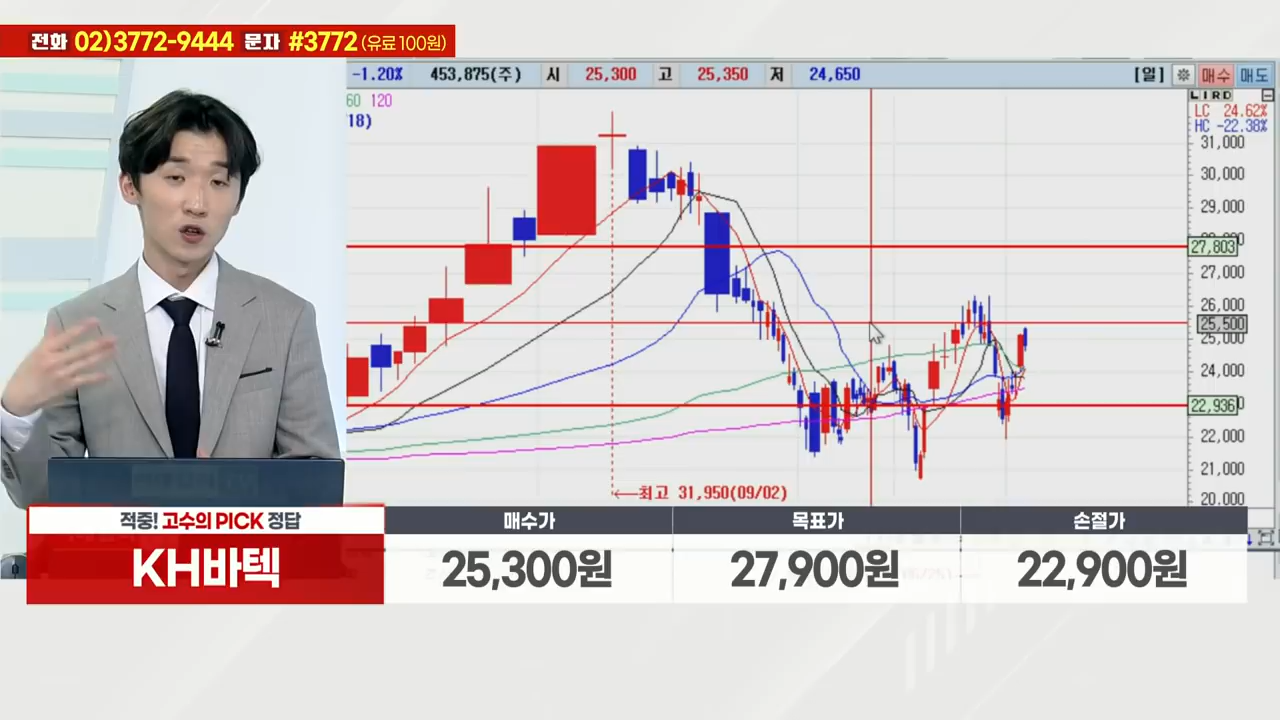 전화 02)3772-9444 문자 #3772 (유료 100원)
-1.20% 453,875(주) 시 25,300 고 25,350 저 24,650 [일] 매수 매도
60 120
L I R D
LC 24.62%
HC -22.38%
31,000
30,000
29,000
27,803
27,000
26,000
25,500
25,000
24,000
22,936
22,000
21,000
20,000
←최고 31,950(09/02)
적중! 고수의 PICK 정답 매수가 목표가 손절가
KH바텍 25,300원 27,900원 22,900원